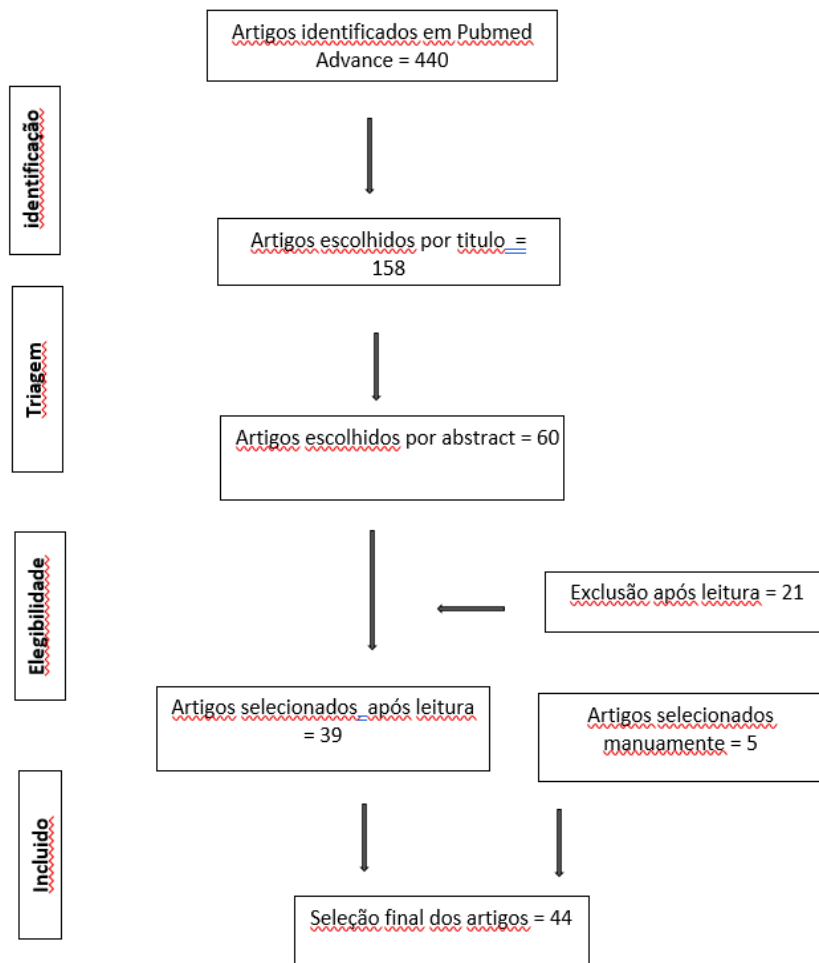 Artigos identificados em Pubmed
Advance = 440
identificação
Artigos escolhidos por titulo =
158
Triagem
Artigos escolhidos por abstract = 60
Elegibilidade
Exclusão após leitura = 21
Artigos selecionados após leitura
= 39
Artigos selecionados
manuamente = 5
Incluido
Seleção final dos artigos = 44